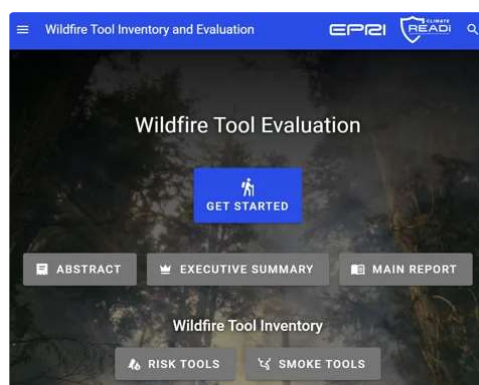 Wildfire Tool Inventory and Evaluation EPRI CLIMATE READi
Wildfire Tool Evaluation
GET STARTED
ABSTRACT EXECUTIVE SUMMARY MAIN REPORT
Wildfire Tool Inventory
RISK TOOLS SMOKE TOOLS